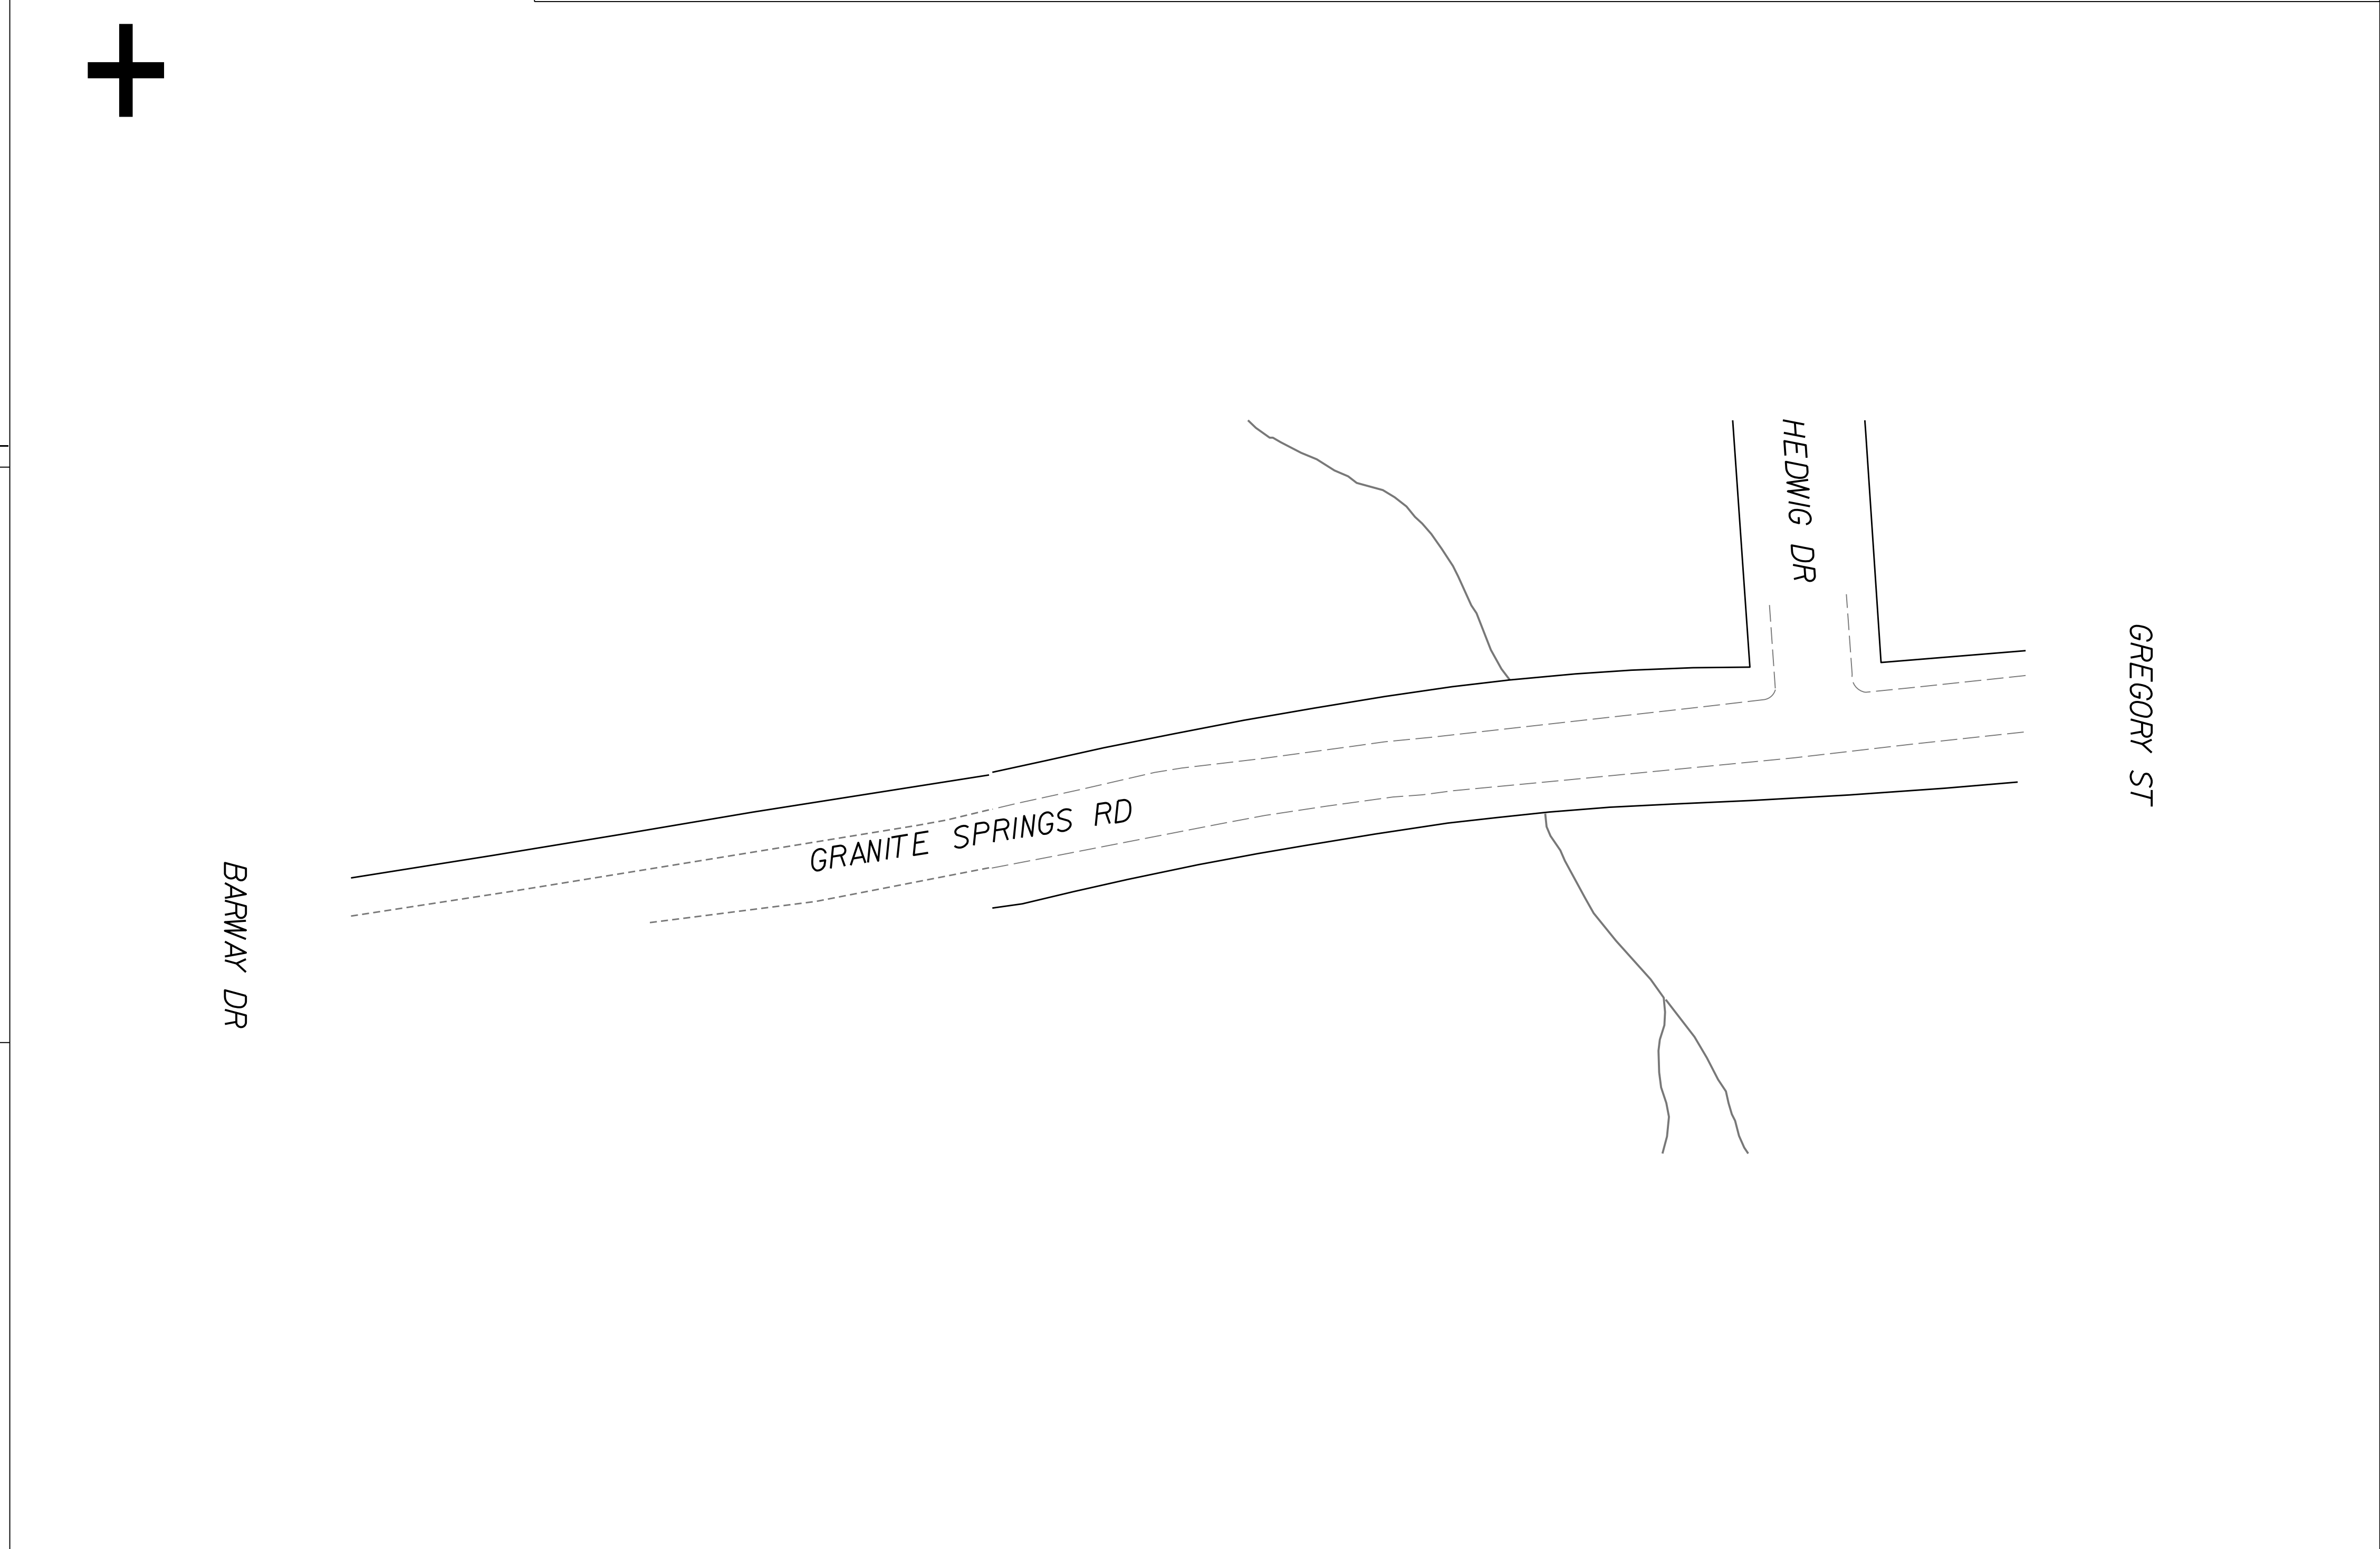 HEDWIG DR
GREGORY ST
GRANITE SPRINGS RD
BARWAY DR